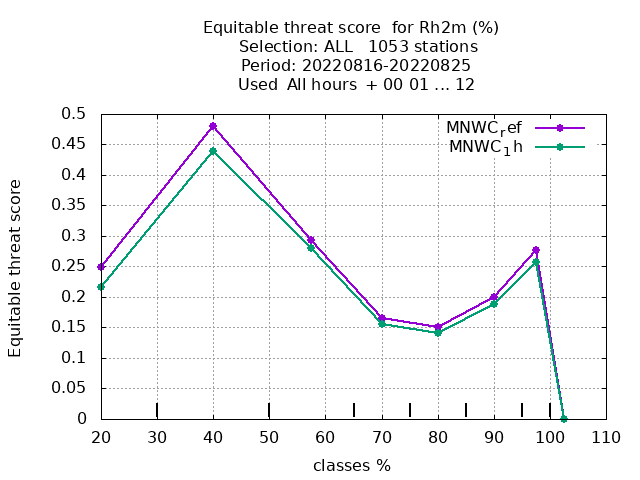 Equitable threat score  for Rh2m (%)
Selection: ALL   1053 stations
Period: 20220816-20220825
Used  All hours  + 00 01 ... 12
MNWCref
MNWC1h
0.5
0.45
0.4
0.35
0.3
0.25
0.2
0.15
0.1
0.05
0
Equitable threat score
20 30 40 50 60 70 80 90 100 110
classes %